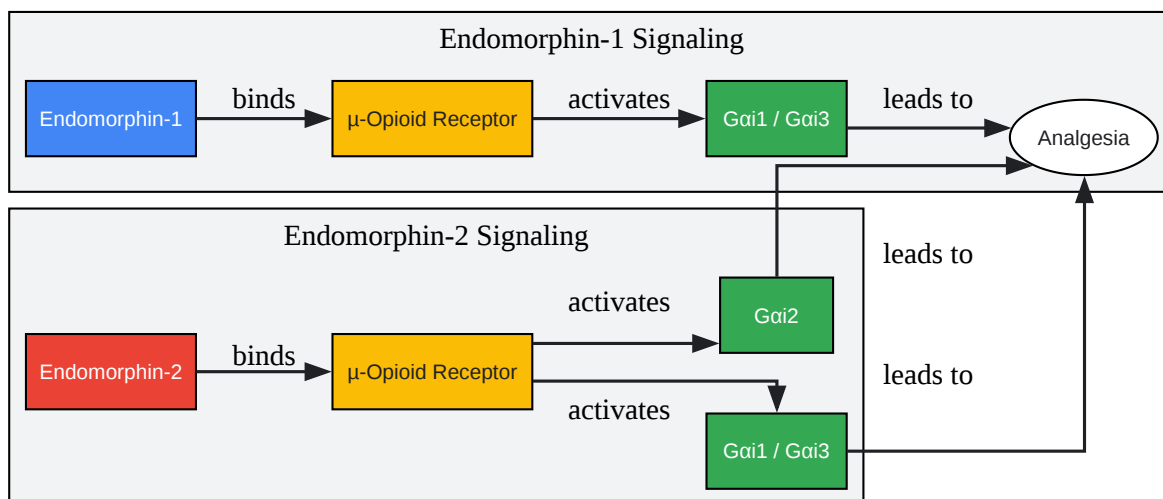 Endomorphin-1 Signaling
Endomorphin-1
binds
µ-Opioid Receptor
activates
Gαi1 / Gαi3
leads to
Analgesia
Endomorphin-2 Signaling
leads to
activates
Gαi2
Endomorphin-2
binds
µ-Opioid Receptor
leads to
activates
Gαi1 / Gαi3